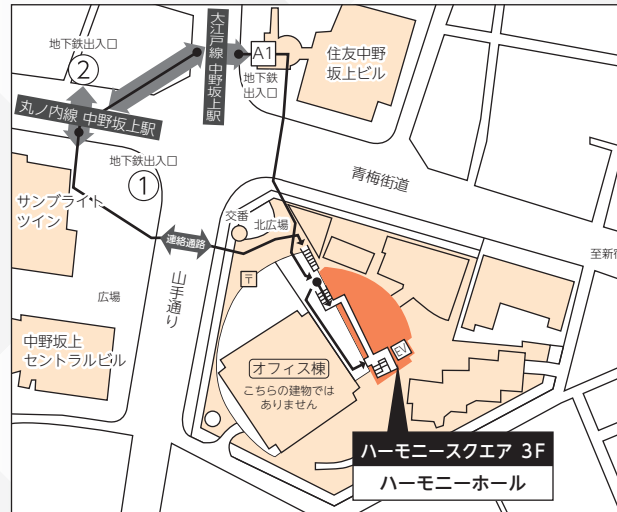 地下鉄出入口
②
大江戸線 中野坂上駅
A1
地下鉄
出入口
住友中野
坂上ビル
丸ノ内線 中野坂上駅
地下鉄出入口
①
青梅街道
サンブライト
ツイン
交番
北広場
連絡通路
至新宿
山手通り
〒
広場
中野坂上
セントラルビル
オフィス棟
こちらの建物では
ありません
EV
ハーモニースクエア 3F
ハーモニーホール